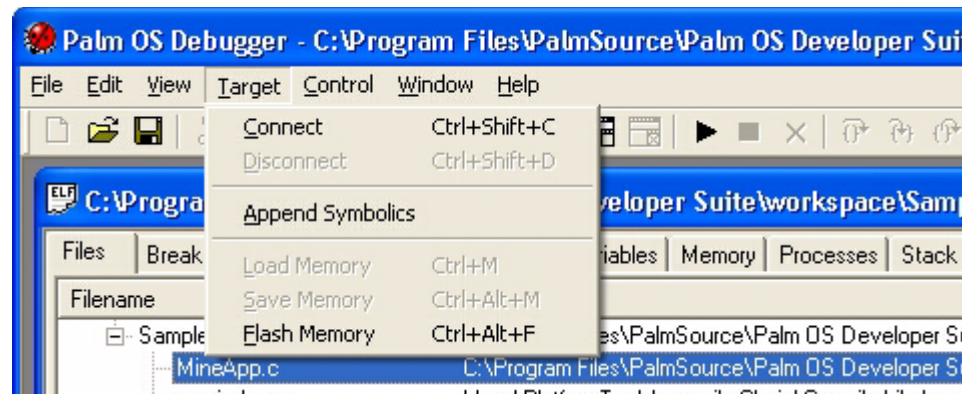 Palm OS Debugger - C:\Program Files\PalmSource\Palm OS Developer Sui
File Edit View Target Control Window Help
Connect Ctrl+Shift+C
Disconnect Ctrl+Shift+D
ELF C:\Progra veloper Suite\workspace\Sam
Append Symbolics
Files Break iables Memory Processes Stack
Load Memory Ctrl+M
Filename
Save Memory Ctrl+Alt+M
Sample es\PalmSource\Palm OS Developer S
Flash Memory Ctrl+Alt+F
MineApp.c C:\Program Files\PalmSource\Palm OS Developer S